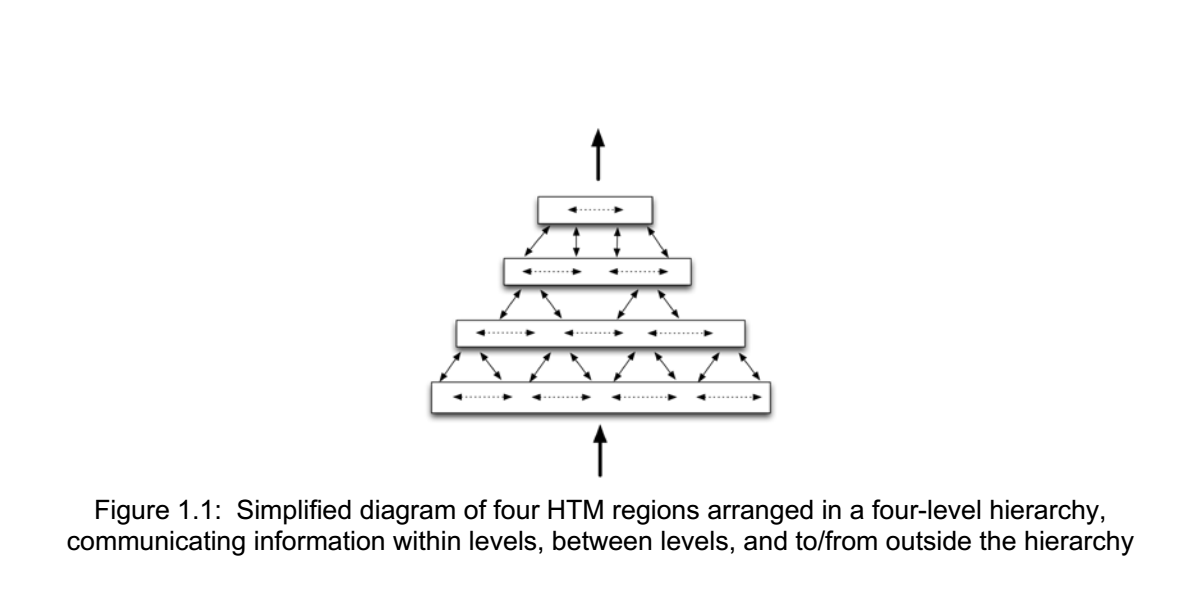 Figure 1.1:  Simplified diagram of four HTM regions arranged in a four-level hierarchy,
communicating information within levels, between levels, and to/from outside the hierarchy